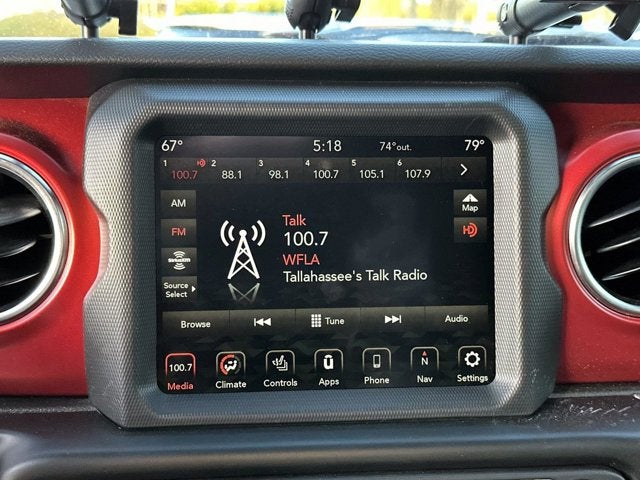 67° 5:18 74°out. 79°
1 2 3 4 5 6
100.7 88.1 98.1 100.7 105.1 107.9
AM
Map
FM
HD
SiriusXM
Source
Select
Talk
100.7
WFLA
Tallahassee's Talk Radio
Browse Tune Audio
100.7 ü N
Media Climate Controls Apps Phone Nav Settings